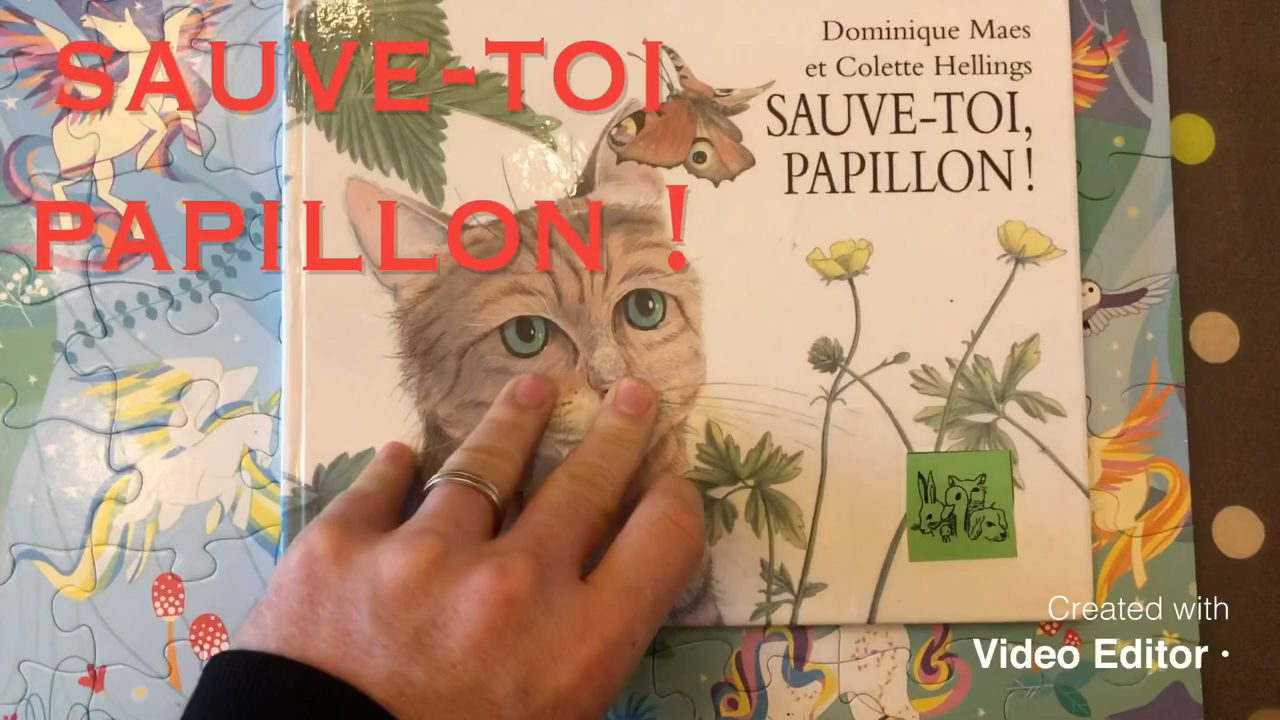 SAUVE-TOI
PAPILLON !
Dominique Maes
et Colette Hellings
SAUVE-TOI,
PAPILLON !
Created with
Video Editor